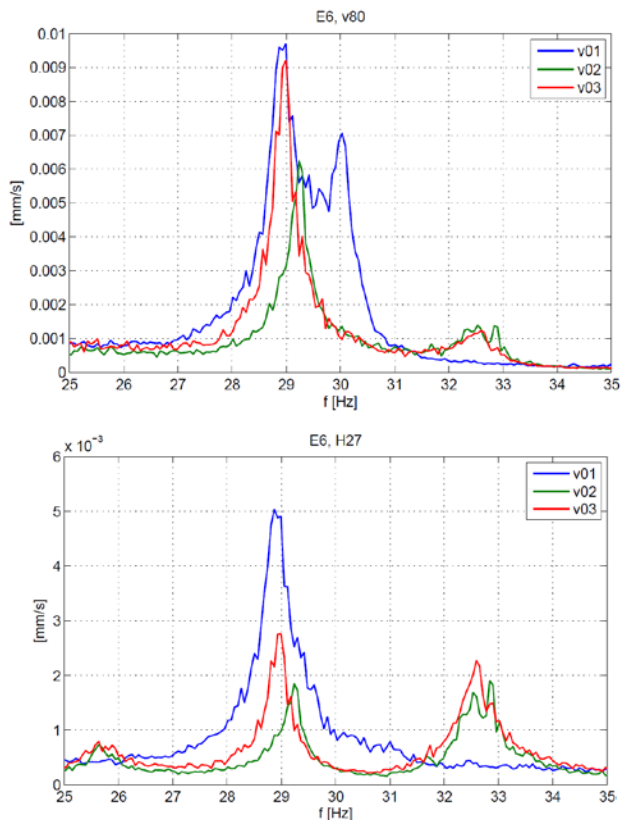 E6, v80
0.01
0.009
0.008
0.007
0.006
0.005
0.004
0.003
0.002
0.001
0
[mm/s]
v01
v02
v03
25 26 27 28 29 30 31 32 33 34 35
f [Hz]
E6, H27
x 10⁻³
6
5
4
3
2
1
0
[mm/s]
v01
v02
v03
25 26 27 28 29 30 31 32 33 34 35
f [Hz]